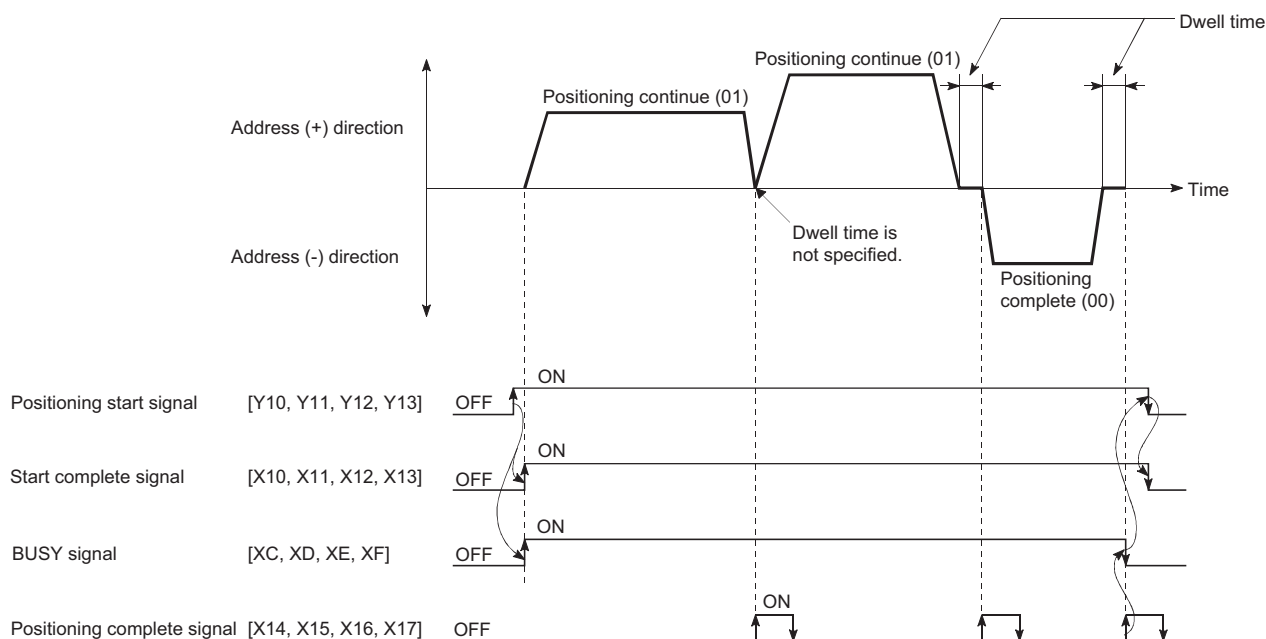 Dwell time
Positioning continue (01)
Positioning continue (01)
Address (+) direction
Time
Dwell time is
not specified.
Address (-) direction
Positioning
complete (00)
ON
Positioning start signal [Y10, Y11, Y12, Y13] OFF
ON
Start complete signal [X10, X11, X12, X13] OFF
ON
BUSY signal [XC, XD, XE, XF] OFF
ON
Positioning complete signal [X14, X15, X16, X17] OFF